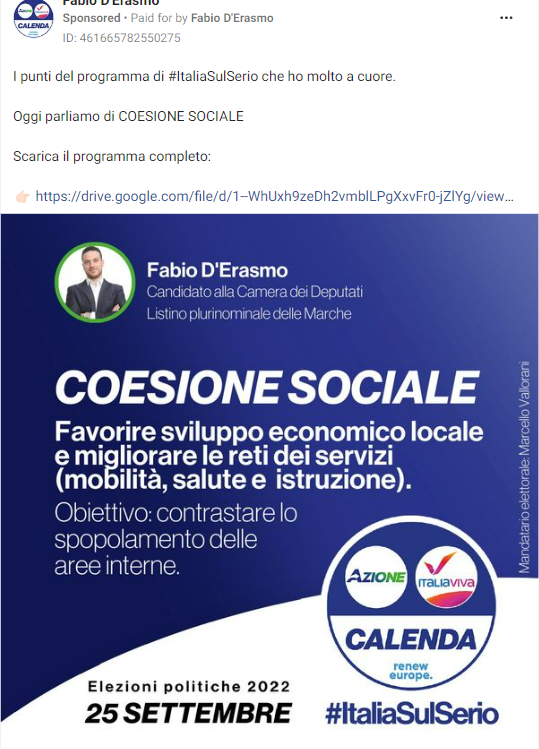 Fabio D'Erasmo
Sponsored • Paid for by Fabio D'Erasmo
ID: 461665782550275
I punti del programma di #ItaliaSulSerio che ho molto a cuore.
Oggi parliamo di COESIONE SOCIALE
Scarica il programma completo:
👉🏻 https://drive.google.com/file/d/1--WhUxh9zeDh2vmblLPgXxvFr0-jZlYg/view...
Fabio D'Erasmo
Candidato alla Camera dei Deputati
Listino plurinominale delle Marche
COESIONE SOCIALE
Favorire sviluppo economico locale
e migliorare le reti dei servizi
(mobilità, salute e istruzione).
Obiettivo: contrastare lo
spopolamento delle
aree interne.
Mandatario elettorale: Marcello Vallorani
AZIONE
ITALIAVIVA
CALENDA
renew
europe.
Elezioni politiche 2022
25 SETTEMBRE
#ItaliaSulSerio
AZIONE
CALENDA